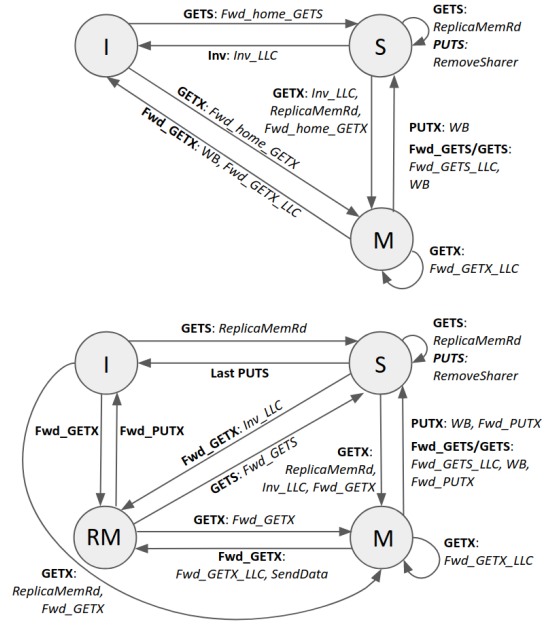 GETS: Fwd_home_GETS
I
S
GETS:
ReplicaMemRd
PUTS:
RemoveSharer
Inv: Inv_LLC
GETX: Fwd_home_GETX
Fwd_GETX: WB, Fwd_GETX_LLC
GETX: Inv_LLC,
ReplicaMemRd,
Fwd_home_GETX
PUTX: WB
Fwd_GETS/GETS:
Fwd_GETS_LLC,
WB
M
GETX:
Fwd_GETX_LLC
GETS: ReplicaMemRd
I
S
GETS:
ReplicaMemRd
PUTS:
RemoveSharer
Last PUTS
Fwd_GETX
Fwd_PUTX
Fwd_GETX: Inv_LLC
GETS: Fwd_GETS
GETX:
ReplicaMemRd,
Inv_LLC, Fwd_GETX
PUTX: WB, Fwd_PUTX
Fwd_GETS/GETS:
Fwd_GETS_LLC, WB,
Fwd_PUTX
RM
GETX: Fwd_GETX
M
Fwd_GETX:
Fwd_GETX_LLC, SendData
GETX:
Fwd_GETX_LLC
GETX:
ReplicaMemRd,
Fwd_GETX